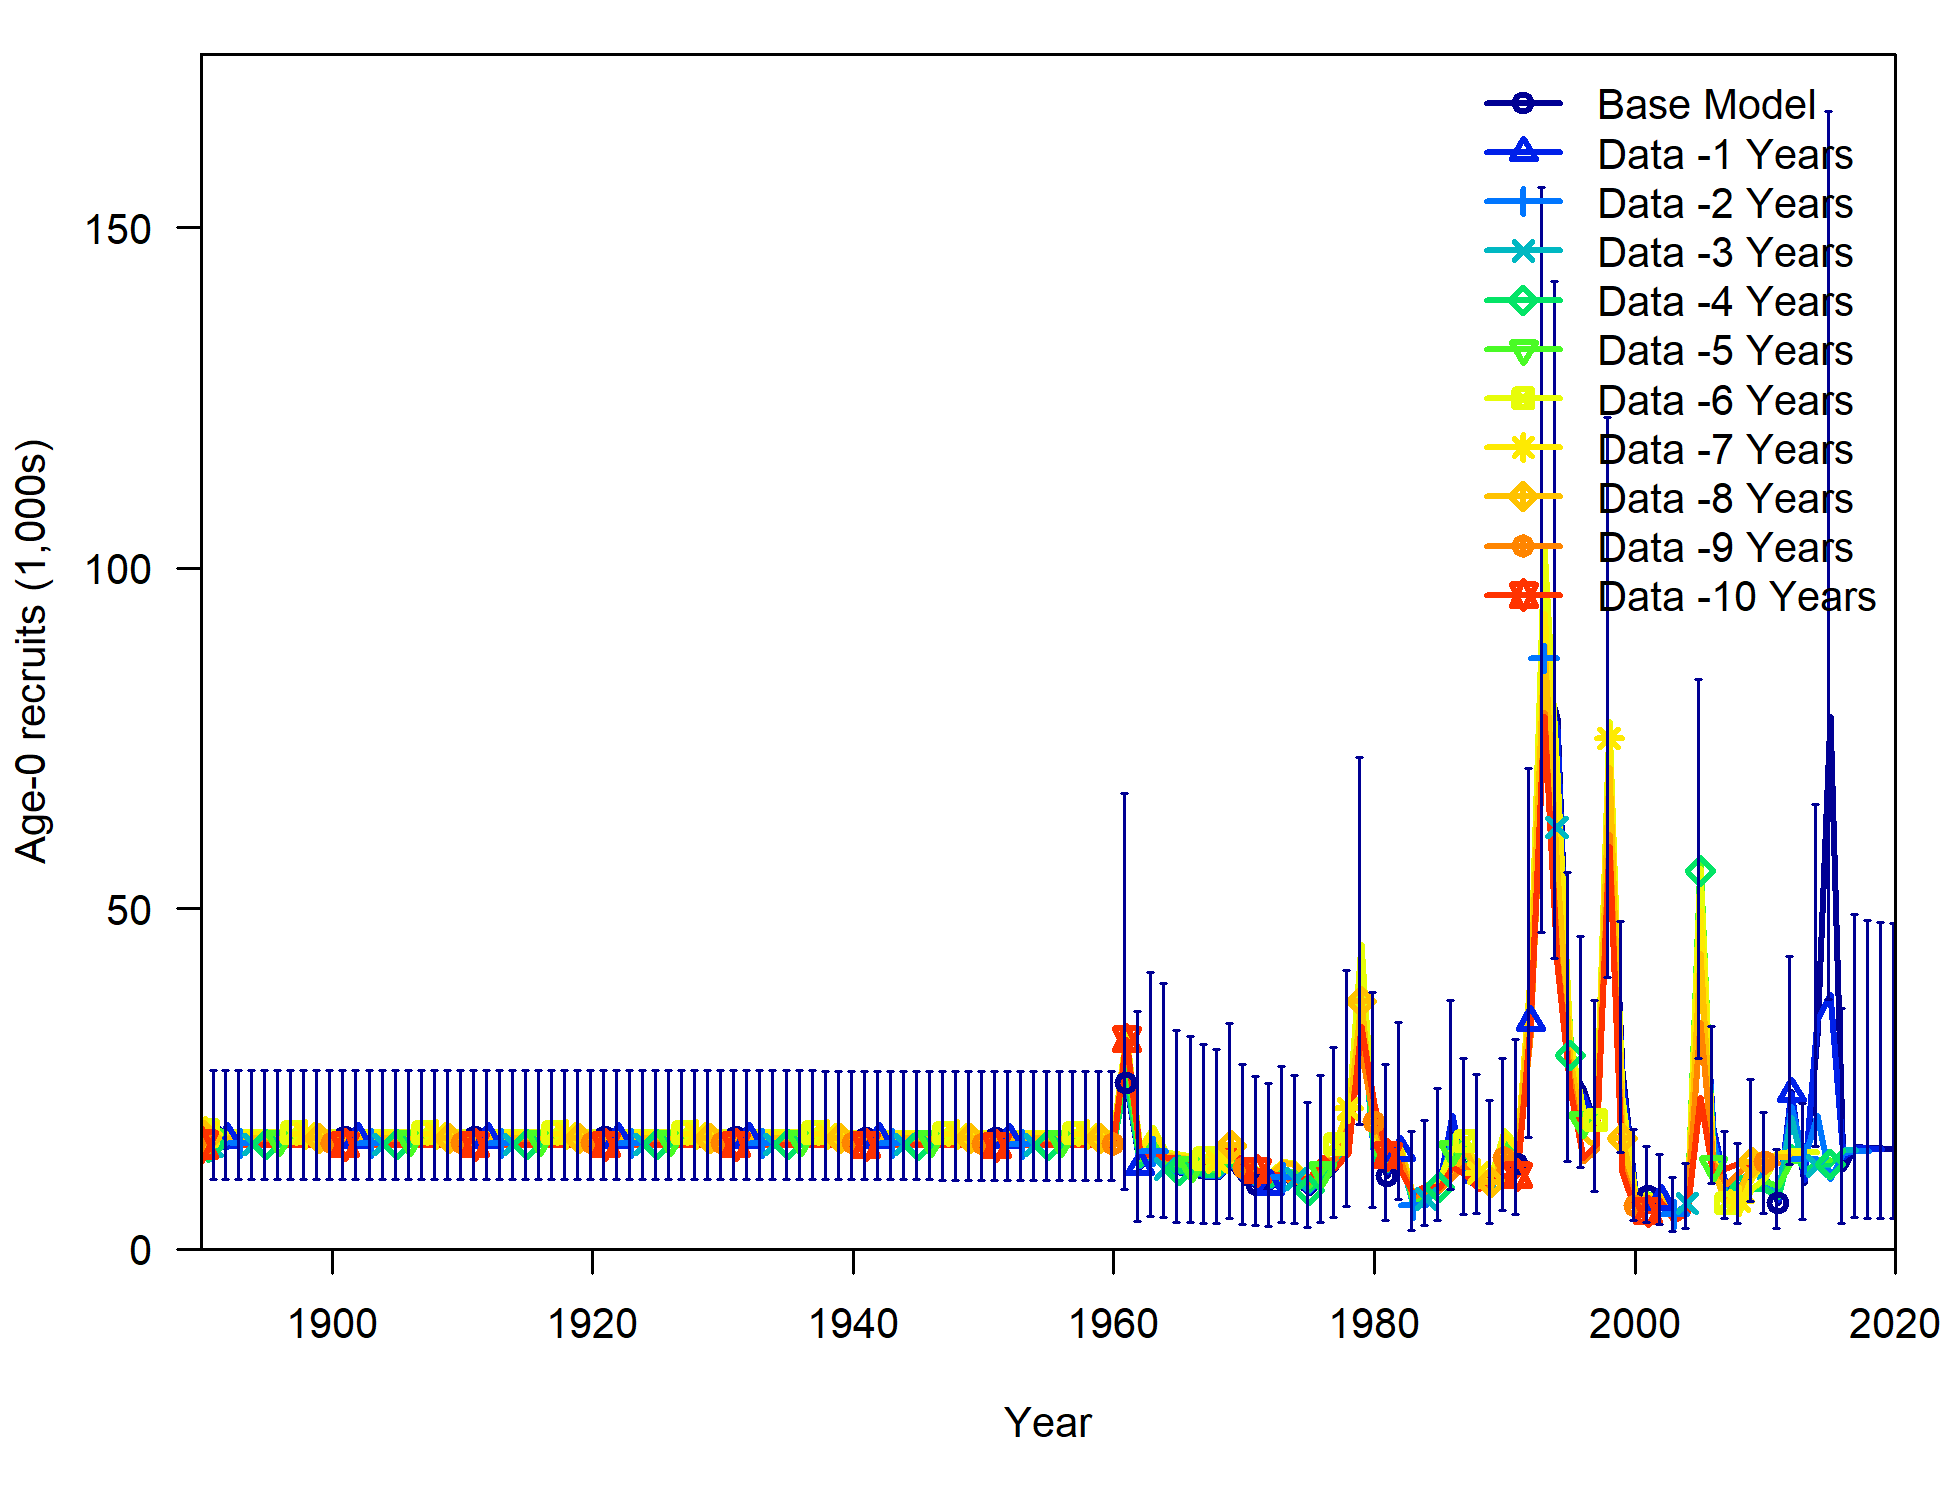 Base Model
Data -1 Years
Data -2 Years
Data -3 Years
Data -4 Years
Data -5 Years
Data -6 Years
Data -7 Years
Data -8 Years
Data -9 Years
Data -10 Years
150
100
50
0
Age-0 recruits (1,000s)
1900 1920 1940 1960 1980 2000 2020
Year